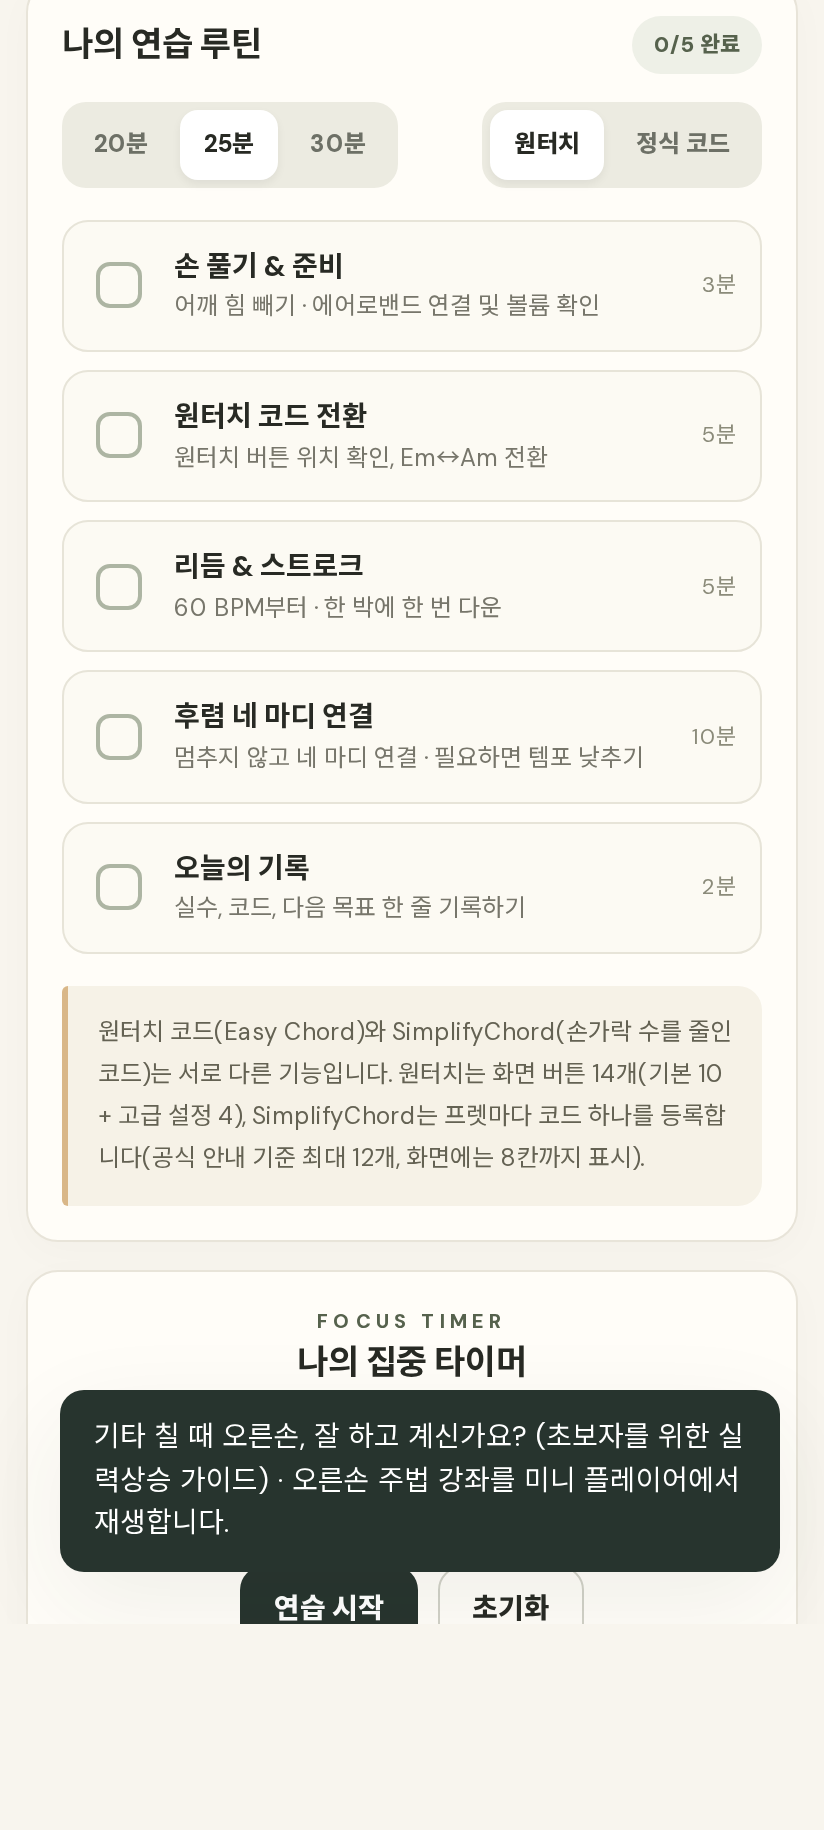 나의 연습 루틴
0/5 완료
20분 25분 30분
원터치 정식 코드
손 풀기 & 준비
어깨 힘 빼기 · 에어로밴드 연결 및 볼륨 확인
3분
원터치 코드 전환
원터치 버튼 위치 확인, Em↔Am 전환
5분
리듬 & 스트로크
60 BPM부터 · 한 박에 한 번 다운
5분
후렴 네 마디 연결
멈추지 않고 네 마디 연결 · 필요하면 템포 낮추기
10분
오늘의 기록
실수, 코드, 다음 목표 한 줄 기록하기
2분
원터치 코드(Easy Chord)와 SimplifyChord(손가락 수를 줄인
코드)는 서로 다른 기능입니다. 원터치는 화면 버튼 14개(기본 10
+ 고급 설정 4), SimplifyChord는 프렛마다 코드 하나를 등록합
니다(공식 안내 기준 최대 12개, 화면에는 8칸까지 표시).
FOCUS TIMER
나의 집중 타이머
기타 칠 때 오른손, 잘 하고 계신가요? (초보자를 위한 실
력상승 가이드) · 오른손 주법 강좌를 미니 플레이어에서
재생합니다.
연습 시작
초기화